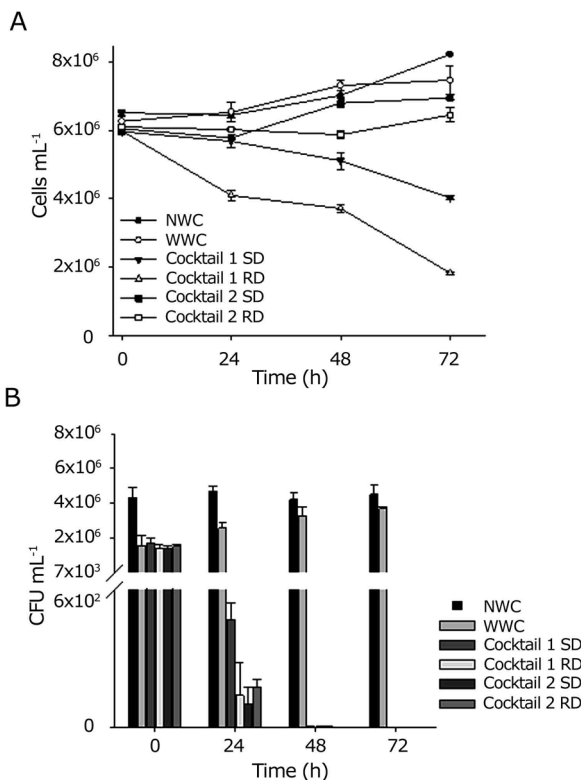 A
8x10⁶
6x10⁶
4x10⁶
2x10⁶
0
Cells mL⁻¹
NWC
WWC
Cocktail 1 SD
Cocktail 1 RD
Cocktail 2 SD
Cocktail 2 RD
0 24 48 72
Time (h)
B
8x10⁶
6x10⁶
4x10⁶
2x10⁶
7x10³
6x10²
0
CFU mL⁻¹
NWC
WWC
Cocktail 1 SD
Cocktail 1 RD
Cocktail 2 SD
Cocktail 2 RD
0 24 48 72
Time (h)